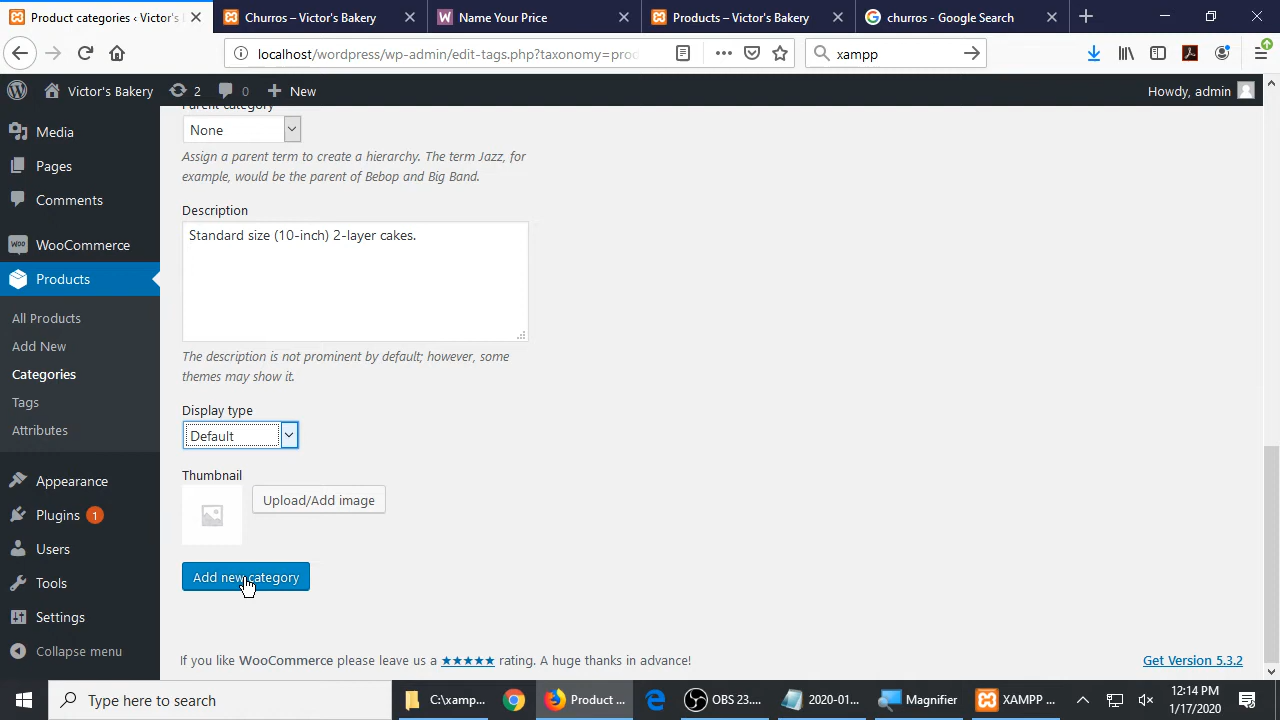 Product categories ‹ Victor's B
Churros – Victor's Bakery
Name Your Price
Products – Victor's Bakery
churros - Google Search
localhost/wordpress/wp-admin/edit-tags.php?taxonomy=pro
xampp
Victor's Bakery
2
0
New
Howdy, admin
Media
Pages
Comments
WooCommerce
Products
All Products
Add New
Categories
Tags
Attributes
Appearance
Plugins 1
Users
Tools
Settings
Collapse menu
Parent category
None
Assign a parent term to create a hierarchy. The term Jazz, for
example, would be the parent of Bebop and Big Band.
Description
Standard size (10-inch) 2-layer cakes.
The description is not prominent by default; however, some
themes may show it.
Display type
Default
Thumbnail
Upload/Add image
Add new category
If you like WooCommerce please leave us a ★★★★★ rating. A huge thanks in advance!
Get Version 5.3.2
Type here to search
C:\xamp...
Product ...
OBS 23....
2020-01...
Magnifier
XAMPP ...
12:14 PM
1/17/2020